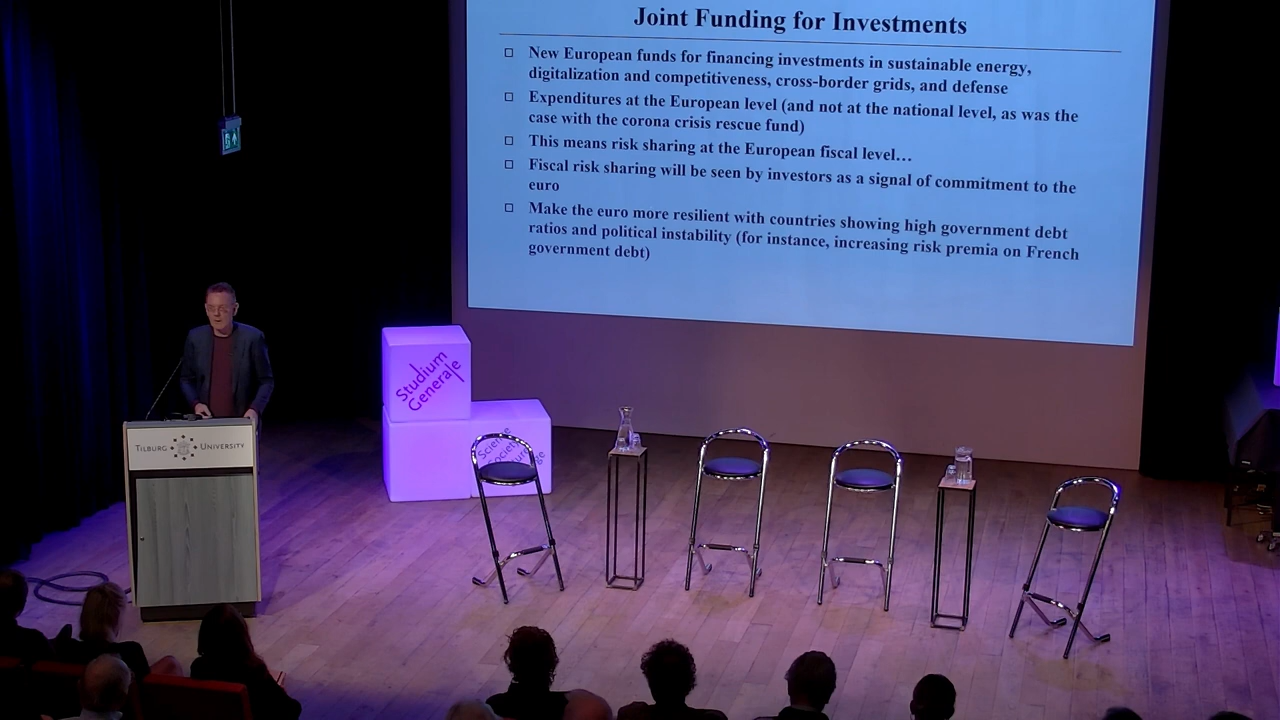 Joint Funding for Investments
New European funds for financing investments in sustainable energy,
digitalization and competitiveness, cross-border grids, and defense
Expenditures at the European level (and not at the national level, as was the
case with the corona crisis rescue fund)
This means risk sharing at the European fiscal level…
Fiscal risk sharing will be seen by investors as a signal of commitment to the
euro
Make the euro more resilient with countries showing high government debt
ratios and political instability (for instance, increasing risk premia on French
government debt)
Studium
Generale
Science
Society
TILBURG UNIVERSITY